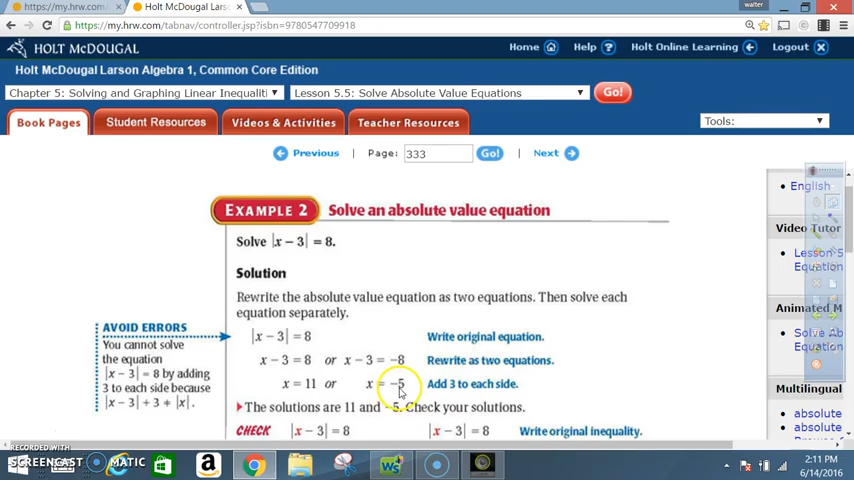 https://my.hrw.com/tabnav/
Holt McDougal Larsor
walter
https://my.hrw.com/tabnav/controller.jsp?isbn=9780547709918
HOLT McDOUGAL
Home
Help
Holt Online Learning
Logout
Holt McDougal Larson Algebra 1, Common Core Edition
Chapter 5: Solving and Graphing Linear Inequaliti
Lesson 5.5: Solve Absolute Value Equations
Go!
Book Pages
Student Resources
Videos & Activities
Teacher Resources
Tools:
Previous | Page: 333 Go! | Next
English
EXAMPLE 2 Solve an absolute value equation
Video Tutor
Solve |x − 3| = 8.
Lesson 5
Equation
Solution
Rewrite the absolute value equation as two equations. Then solve each
equation separately.
Animated M
AVOID ERRORS
You cannot solve
the equation
|x − 3| = 8 by adding
3 to each side because
|x − 3| + 3 ≠ |x|.
|x − 3| = 8 Write original equation.
x − 3 = 8 or x − 3 = −8 Rewrite as two equations.
x = 11 or x = −5 Add 3 to each side.
The solutions are 11 and −5. Check your solutions.
CHECK |x − 3| = 8 |x − 3| = 8 Write original inequality.
Solve Ab
Equation
Multilingual
absolute
absolute
RECORDED WITH
SCREENCAST MATIC
2:11 PM
6/14/2016